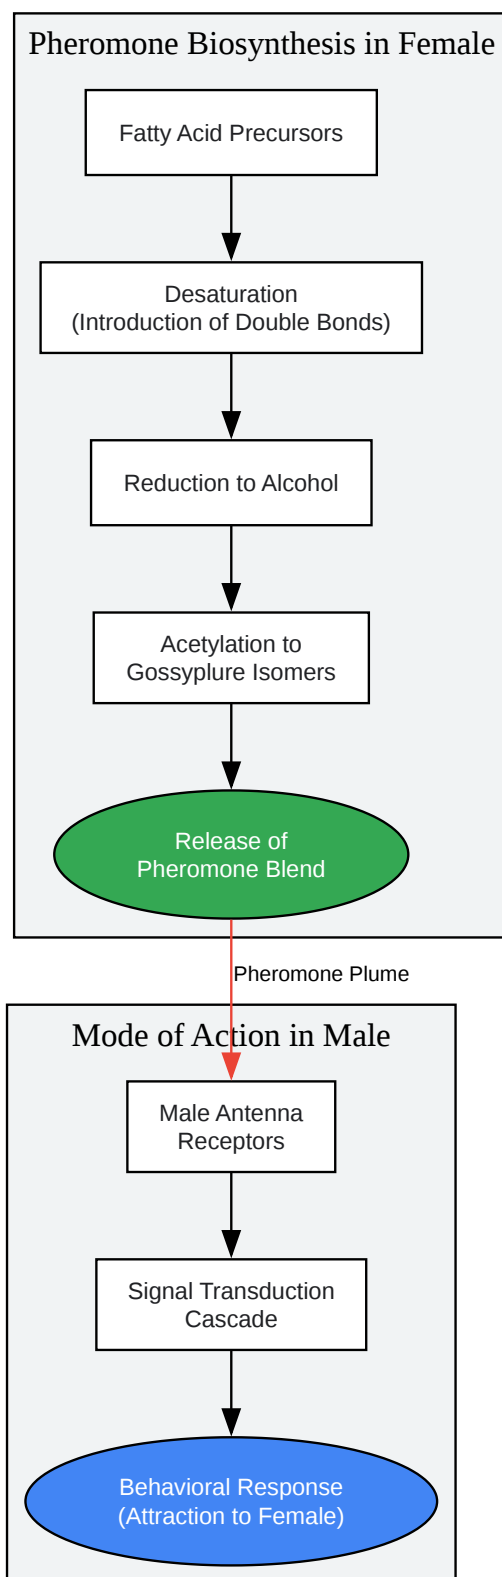 Pheromone Biosynthesis in Female
Fatty Acid Precursors
Desaturation
(Introduction of Double Bonds)
Reduction to Alcohol
Acetylation to
Gossyplure Isomers
Release of
Pheromone Blend
Pheromone Plume
Mode of Action in Male
Male Antenna
Receptors
Signal Transduction
Cascade
Behavioral Response
(Attraction to Female)